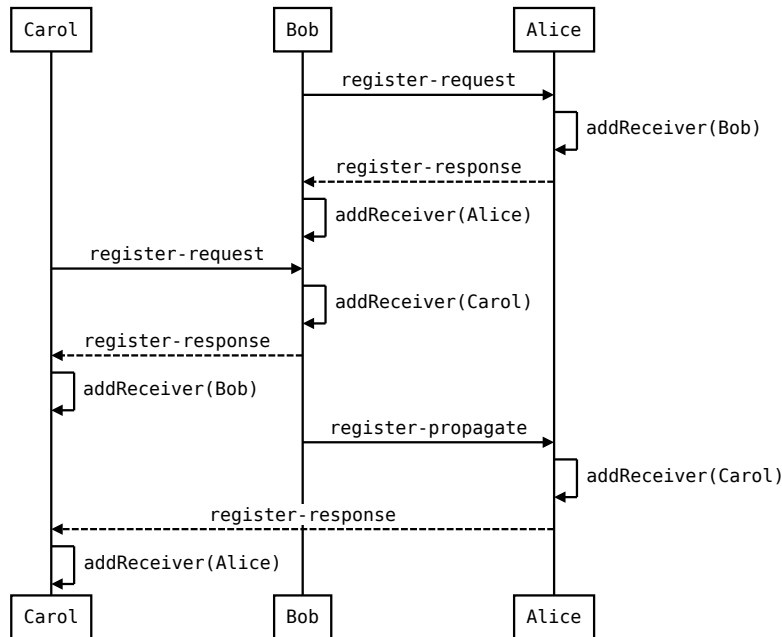 Carol
Bob
Alice
register-request
addReceiver(Bob)
register-response
addReceiver(Alice)
register-request
addReceiver(Carol)
register-response
addReceiver(Bob)
register-propagate
addReceiver(Carol)
register-response
addReceiver(Alice)
Carol
Bob
Alice